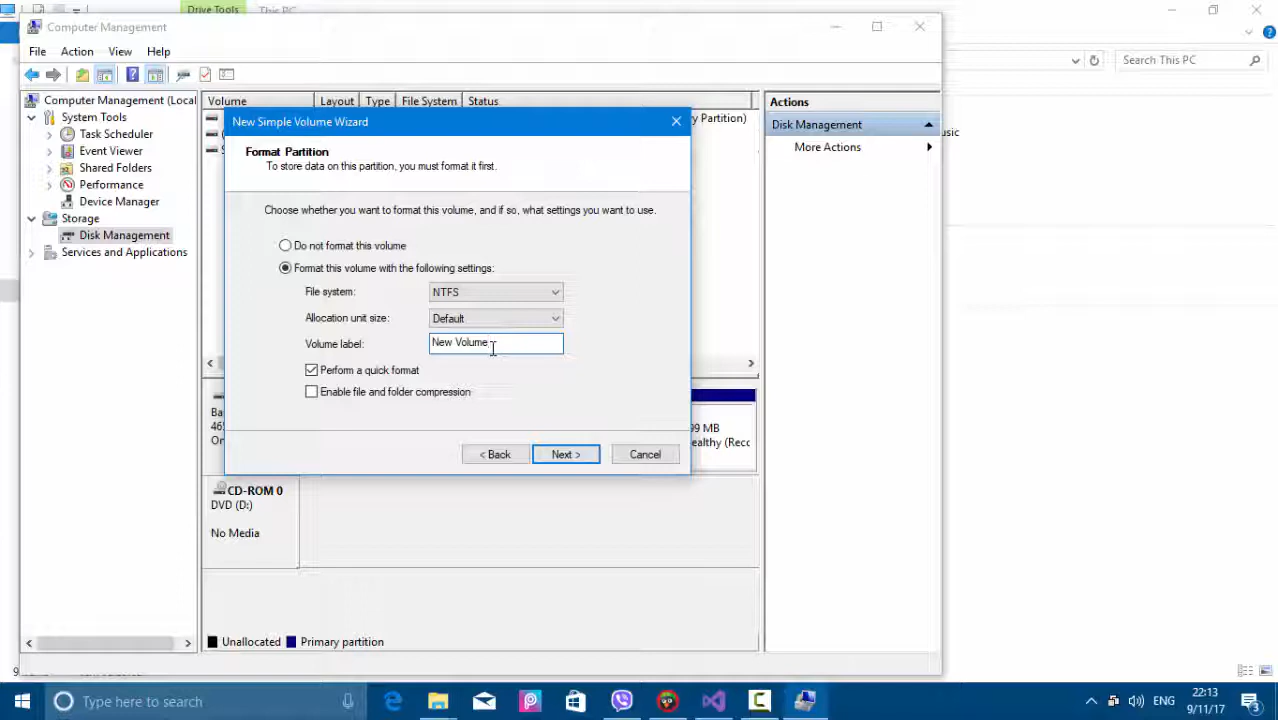 Drive Tools
This PC
Computer Management
File Action View Help
Search This PC
Computer Management (Local
System Tools
Task Scheduler
Event Viewer
Shared Folders
Performance
Device Manager
Storage
Disk Management
Services and Applications
Volume Layout Type File System Status
y Partition)
New Simple Volume Wizard
Format Partition
To store data on this partition, you must format it first.
Choose whether you want to format this volume, and if so, what settings you want to use.
Do not format this volume
Format this volume with the following settings:
File system: NTFS
Allocation unit size: Default
Volume label: New Volume
Perform a quick format
Enable file and folder compression
< Back Next > Cancel
Ba
465
On
99 MB
ealthy (Recc
CD-ROM 0
DVD (D:)
No Media
Unallocated Primary partition
Actions
Disk Management
More Actions
usic
Type here to search
ENG
22:13
9/11/17
3